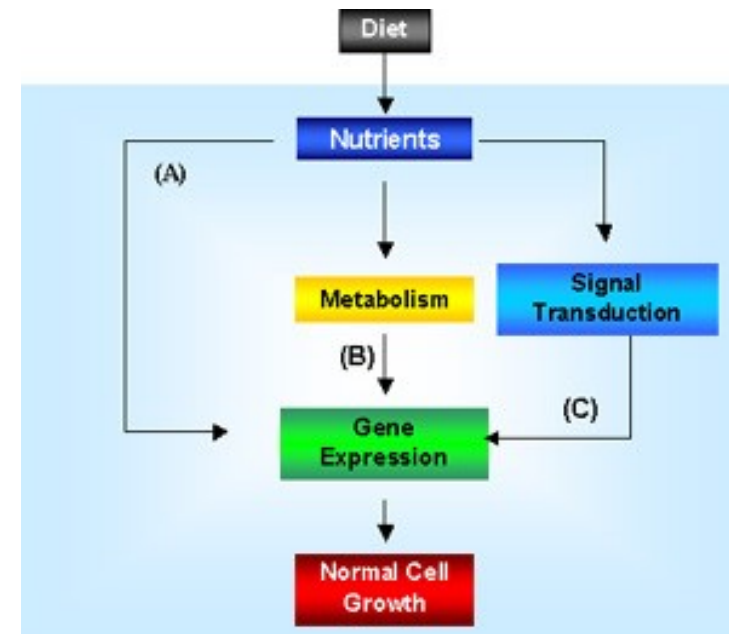 Diet
Nutrients
(A)
Signal
Transduction
Metabolism
(B)
(C)
Gene
Expression
Normal Cell
Growth